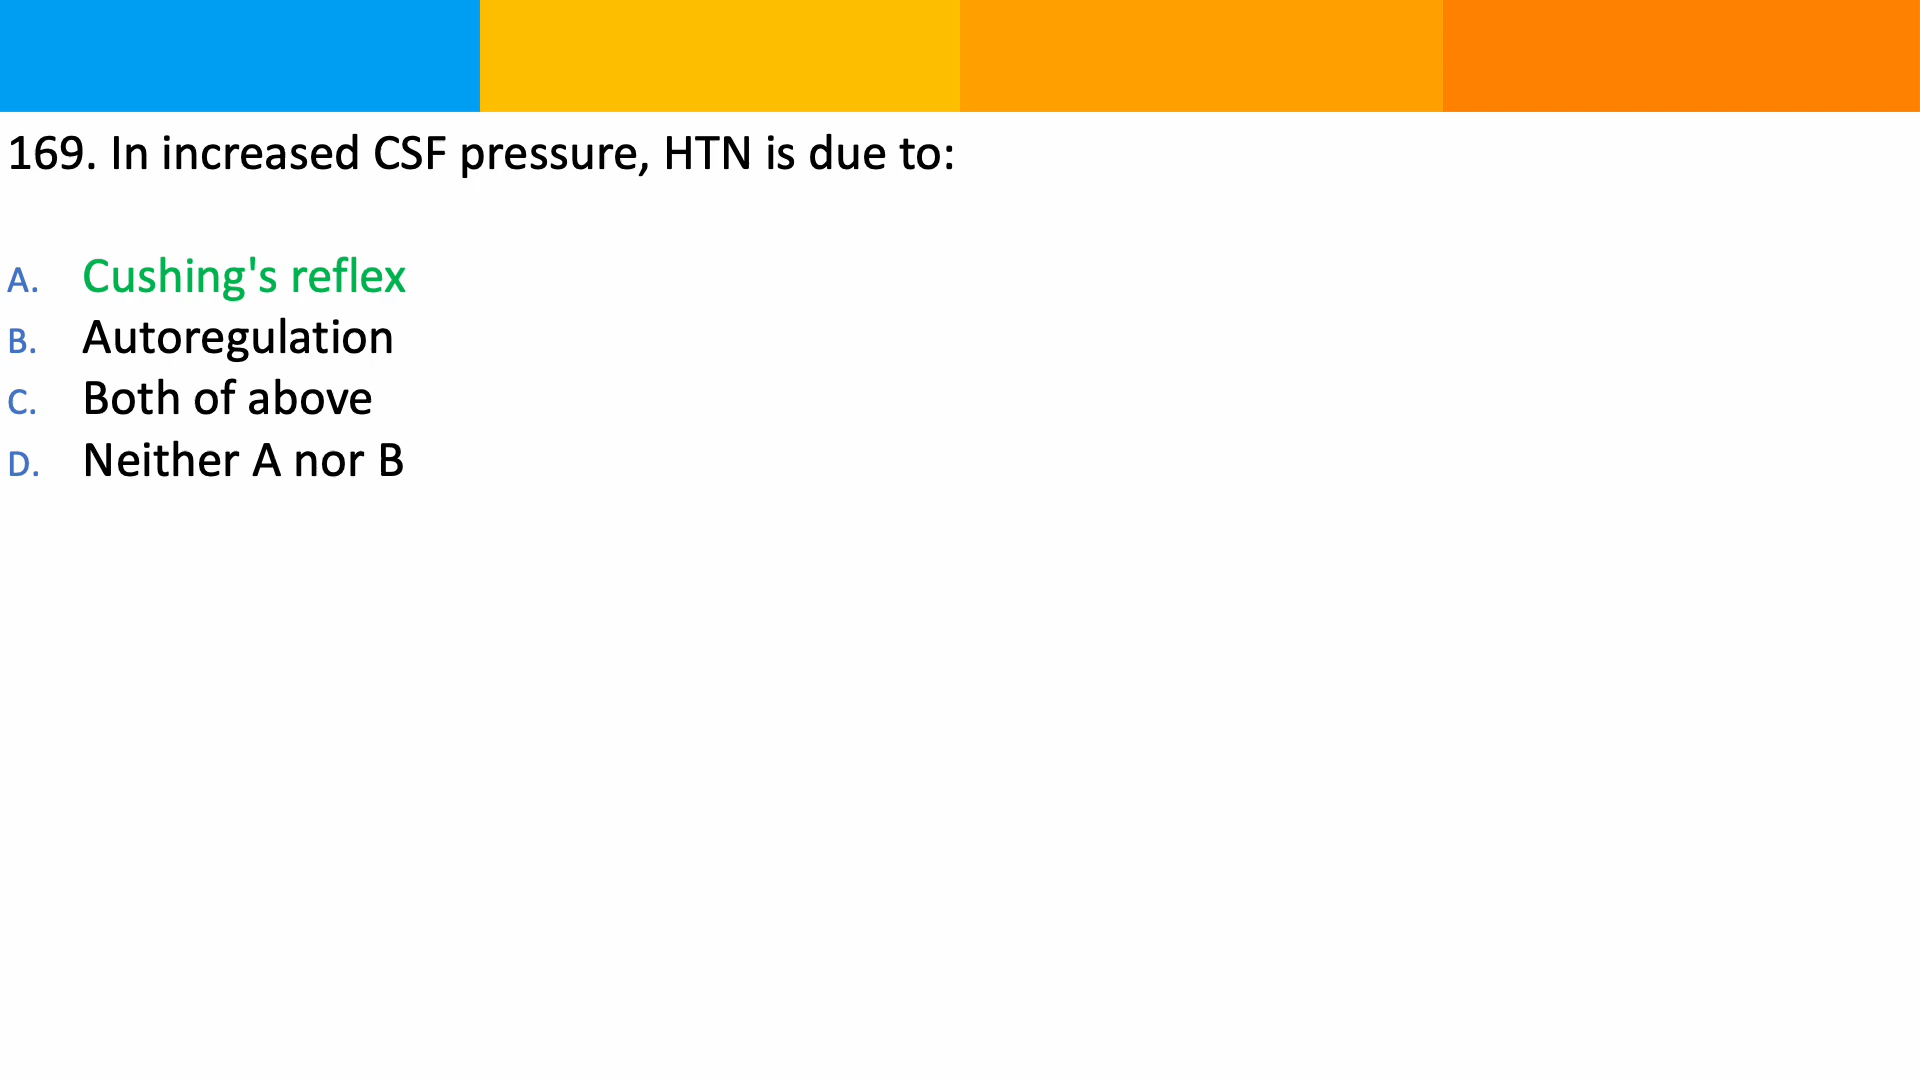 169. In increased CSF pressure, HTN is due to:
A. Cushing's reflex
B. Autoregulation
C. Both of above
D. Neither A nor B